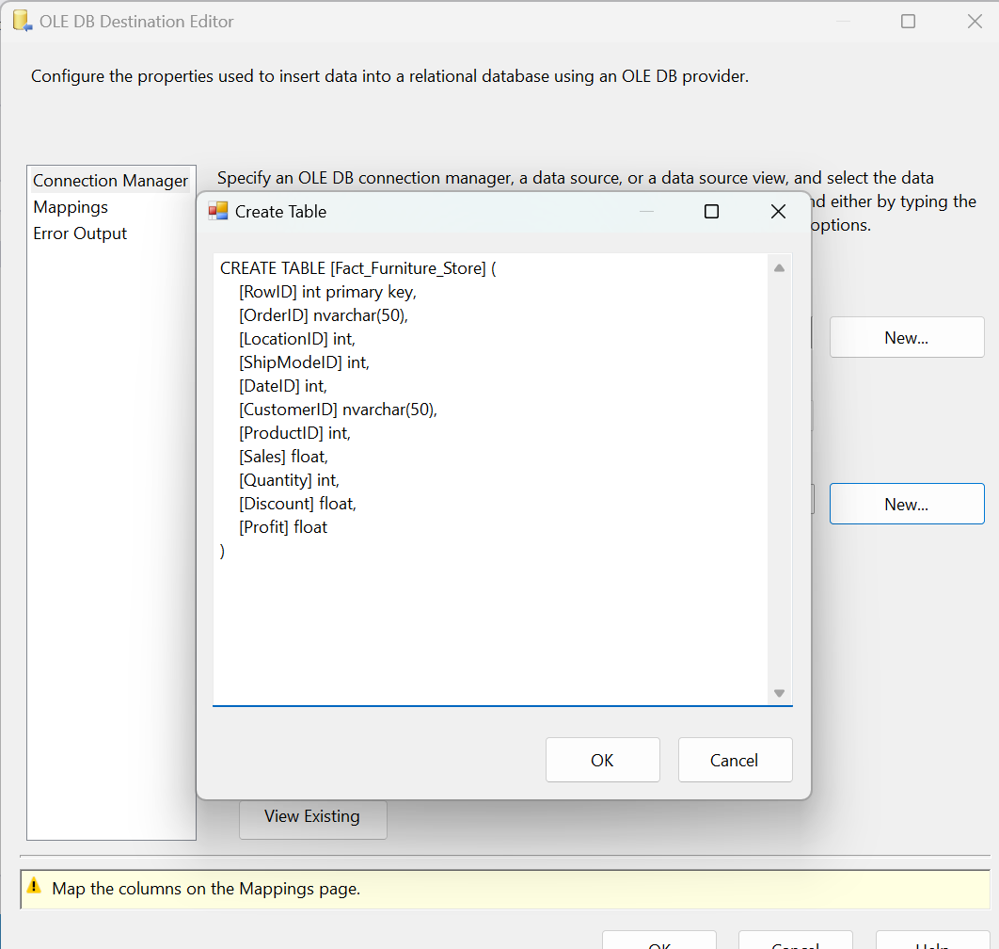 OLE DB Destination Editor
Configure the properties used to insert data into a relational database using an OLE DB provider.
Connection Manager
Mappings
Error Output
Specify an OLE DB connection manager, a data source, or a data source view, and select the data
either by typing the
options.
New...
New...
Create Table
CREATE TABLE [Fact_Furniture_Store] (
[RowID] int primary key,
[OrderID] nvarchar(50),
[LocationID] int,
[ShipModeID] int,
[DateID] int,
[CustomerID] nvarchar(50),
[ProductID] int,
[Sales] float,
[Quantity] int,
[Discount] float,
[Profit] float
)
OK
Cancel
View Existing
Map the columns on the Mappings page.
OK
Cancel
Help